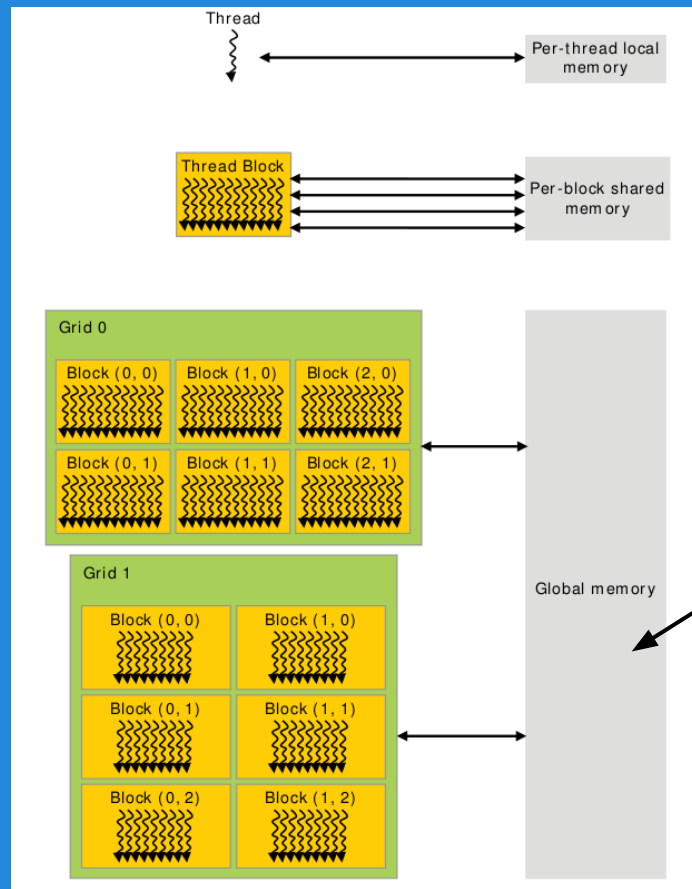 Thread
Per-thread local
memory
Thread Block
Per-block shared
memory
Grid 0
Block (0, 0)
Block (1, 0)
Block (2, 0)
Block (0, 1)
Block (1, 1)
Block (2, 1)
Global memory
Grid 1
Block (0, 0)
Block (1, 0)
Block (0, 1)
Block (1, 1)
Block (0, 2)
Block (1, 2)